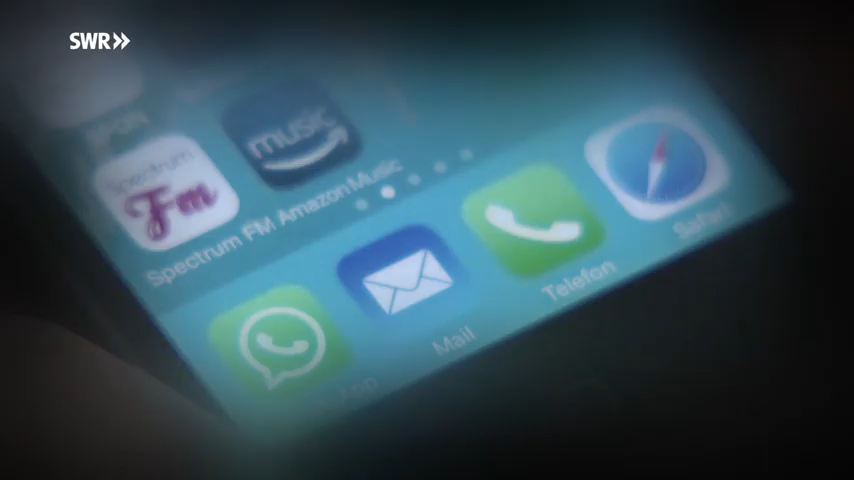 SWR
Spectrum
Fm
music
Spectrum FM Amazon Music
Mail
Telefon
Safari